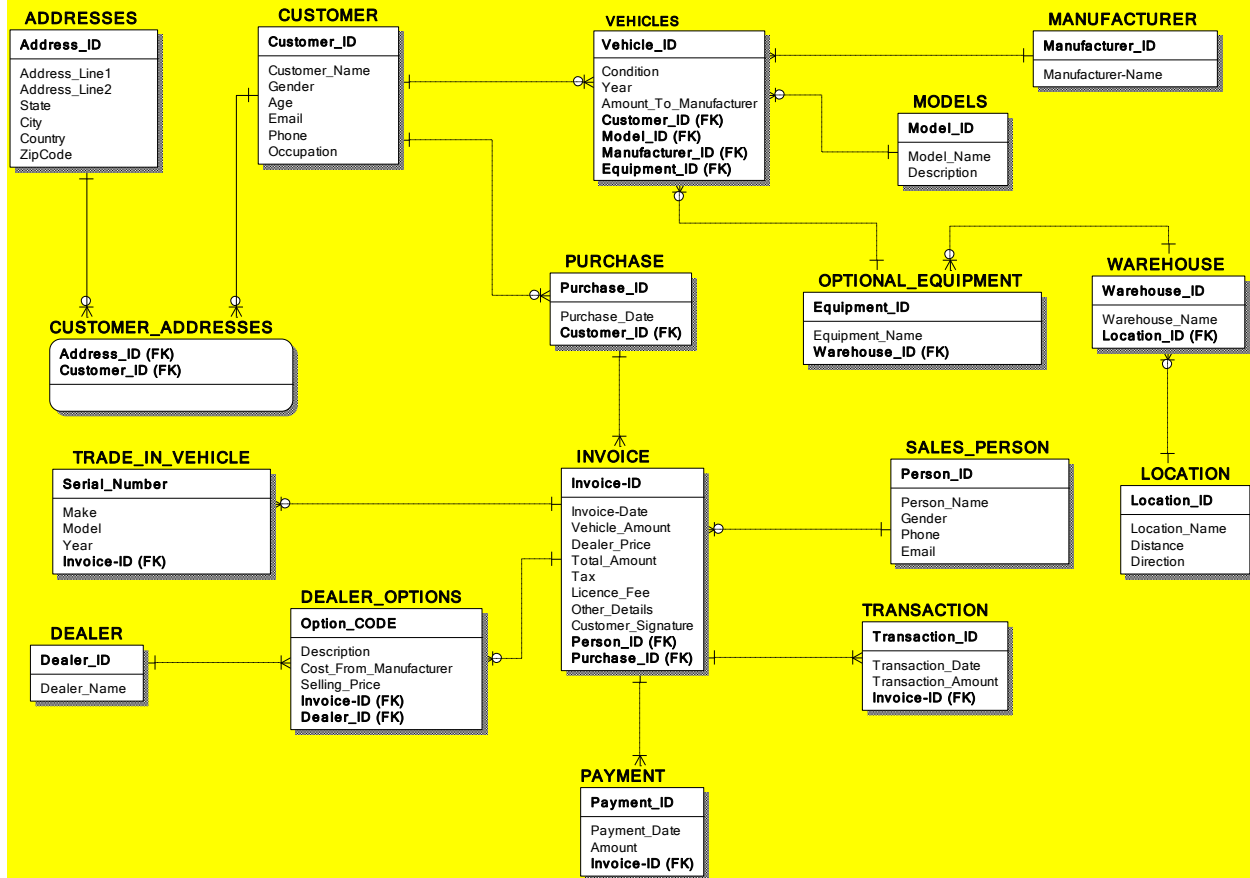 ADDRESSES
Address_ID
Address_Line1
Address_Line2
State
City
Country
ZipCode
CUSTOMER
Customer_ID
Customer_Name
Gender
Age
Email
Phone
Occupation
VEHICLES
Vehicle_ID
Condition
Year
Amount_To_Manufacturer
Customer_ID (FK)
Model_ID (FK)
Manufacturer_ID (FK)
Equipment_ID (FK)
MANUFACTURER
Manufacturer_ID
Manufacturer-Name
MODELS
Model_ID
Model_Name
Description
CUSTOMER_ADDRESSES
Address_ID (FK)
Customer_ID (FK)
PURCHASE
Purchase_ID
Purchase_Date
Customer_ID (FK)
OPTIONAL_EQUIPMENT
Equipment_ID
Equipment_Name
Warehouse_ID (FK)
WAREHOUSE
Warehouse_ID
Warehouse_Name
Location_ID (FK)
TRADE_IN_VEHICLE
Serial_Number
Make
Model
Year
Invoice-ID (FK)
INVOICE
Invoice-ID
Invoice-Date
Vehicle_Amount
Dealer_Price
Total_Amount
Tax
Licence_Fee
Other_Details
Customer_Signature
Person_ID (FK)
Purchase_ID (FK)
SALES_PERSON
Person_ID
Person_Name
Gender
Phone
Email
LOCATION
Location_ID
Location_Name
Distance
Direction
DEALER
Dealer_ID
Dealer_Name
DEALER_OPTIONS
Option_CODE
Description
Cost_From_Manufacturer
Selling_Price
Invoice-ID (FK)
Dealer_ID (FK)
TRANSACTION
Transaction_ID
Transaction_Date
Transaction_Amount
Invoice-ID (FK)
PAYMENT
Payment_ID
Payment_Date
Amount
Invoice-ID (FK)